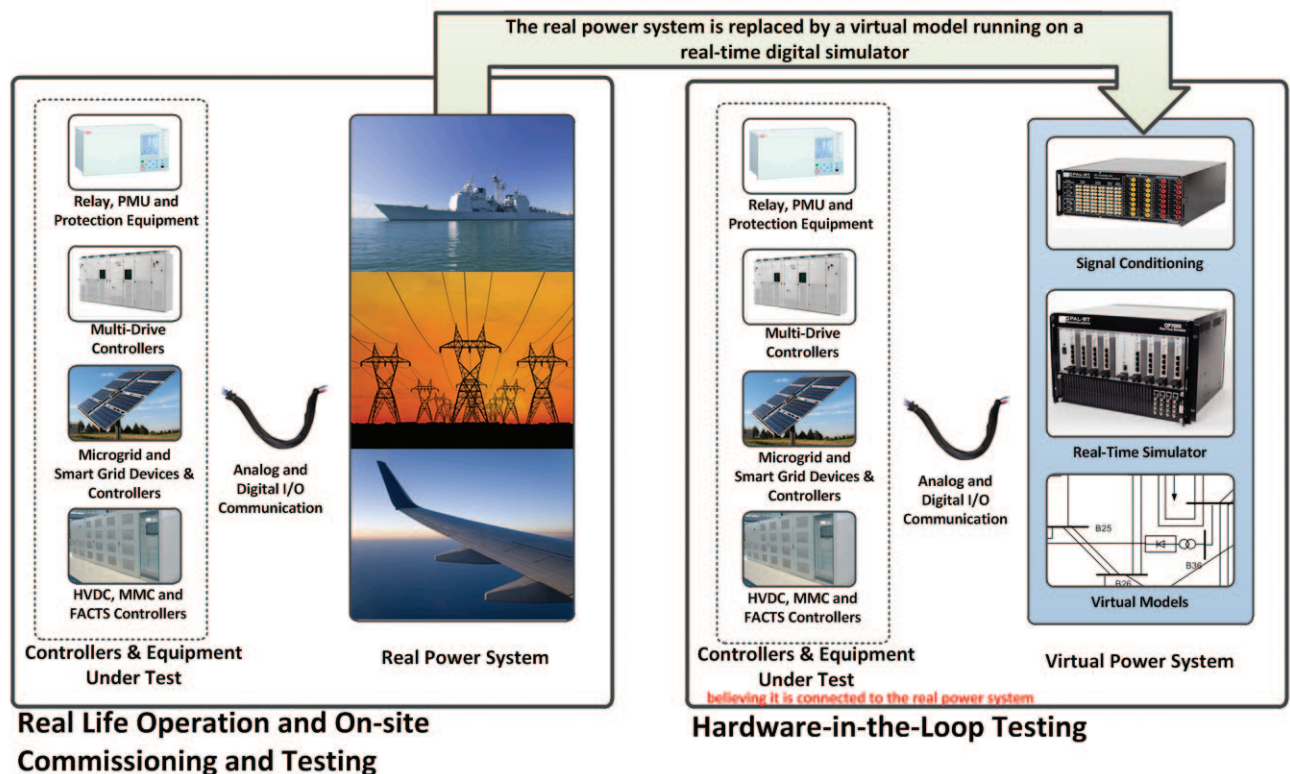 The real power system is replaced by a virtual model running on a
real-time digital simulator
Relay, PMU and
Protection Equipment
Multi-Drive
Controllers
Microgrid and
Smart Grid Devices &
Controllers
HVDC, MMC and
FACTS Controllers
Controllers & Equipment
Under Test
Analog and
Digital I/O
Communication
Real Power System
Real Life Operation and On-site
Commissioning and Testing
Relay, PMU and
Protection Equipment
Multi-Drive
Controllers
Microgrid and
Smart Grid Devices &
Controllers
HVDC, MMC and
FACTS Controllers
Controllers & Equipment
Under Test
believing it is connected to the real power system
Analog and
Digital I/O
Communication
OPAL-RT
Signal Conditioning
OPAL-RT
Real-Time Simulator
B25
B36
B26
Virtual Models
Virtual Power System
Hardware-in-the-Loop Testing